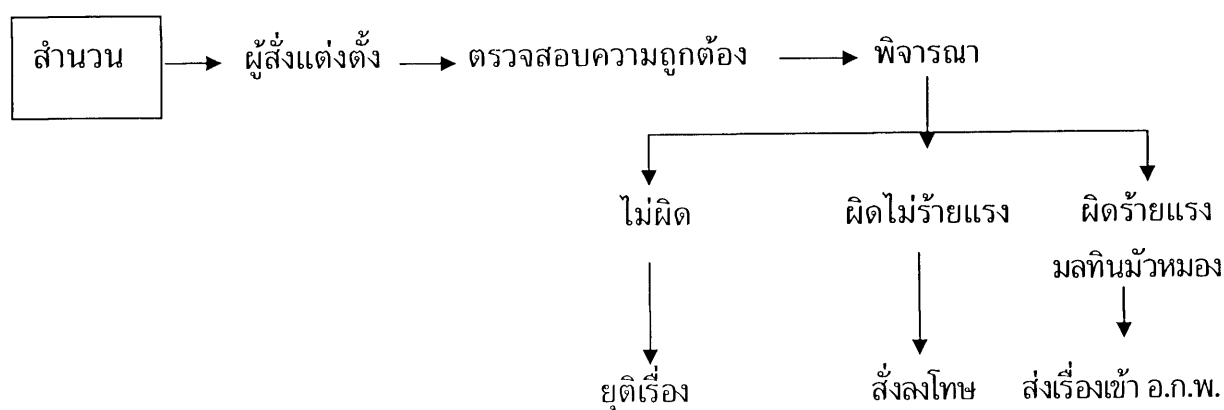 สำนวน ผู้สั่งแต่งตั้ง ตรวจสอบความถูกต้อง พิจารณา
ไม่ผิด ผิดไม่ร้ายแรง ผิดร้ายแรง
มลทินมัวหมอง
ยุติเรื่อง สั่งลงโทษ ส่งเรื่องเข้า อ.ก.พ.